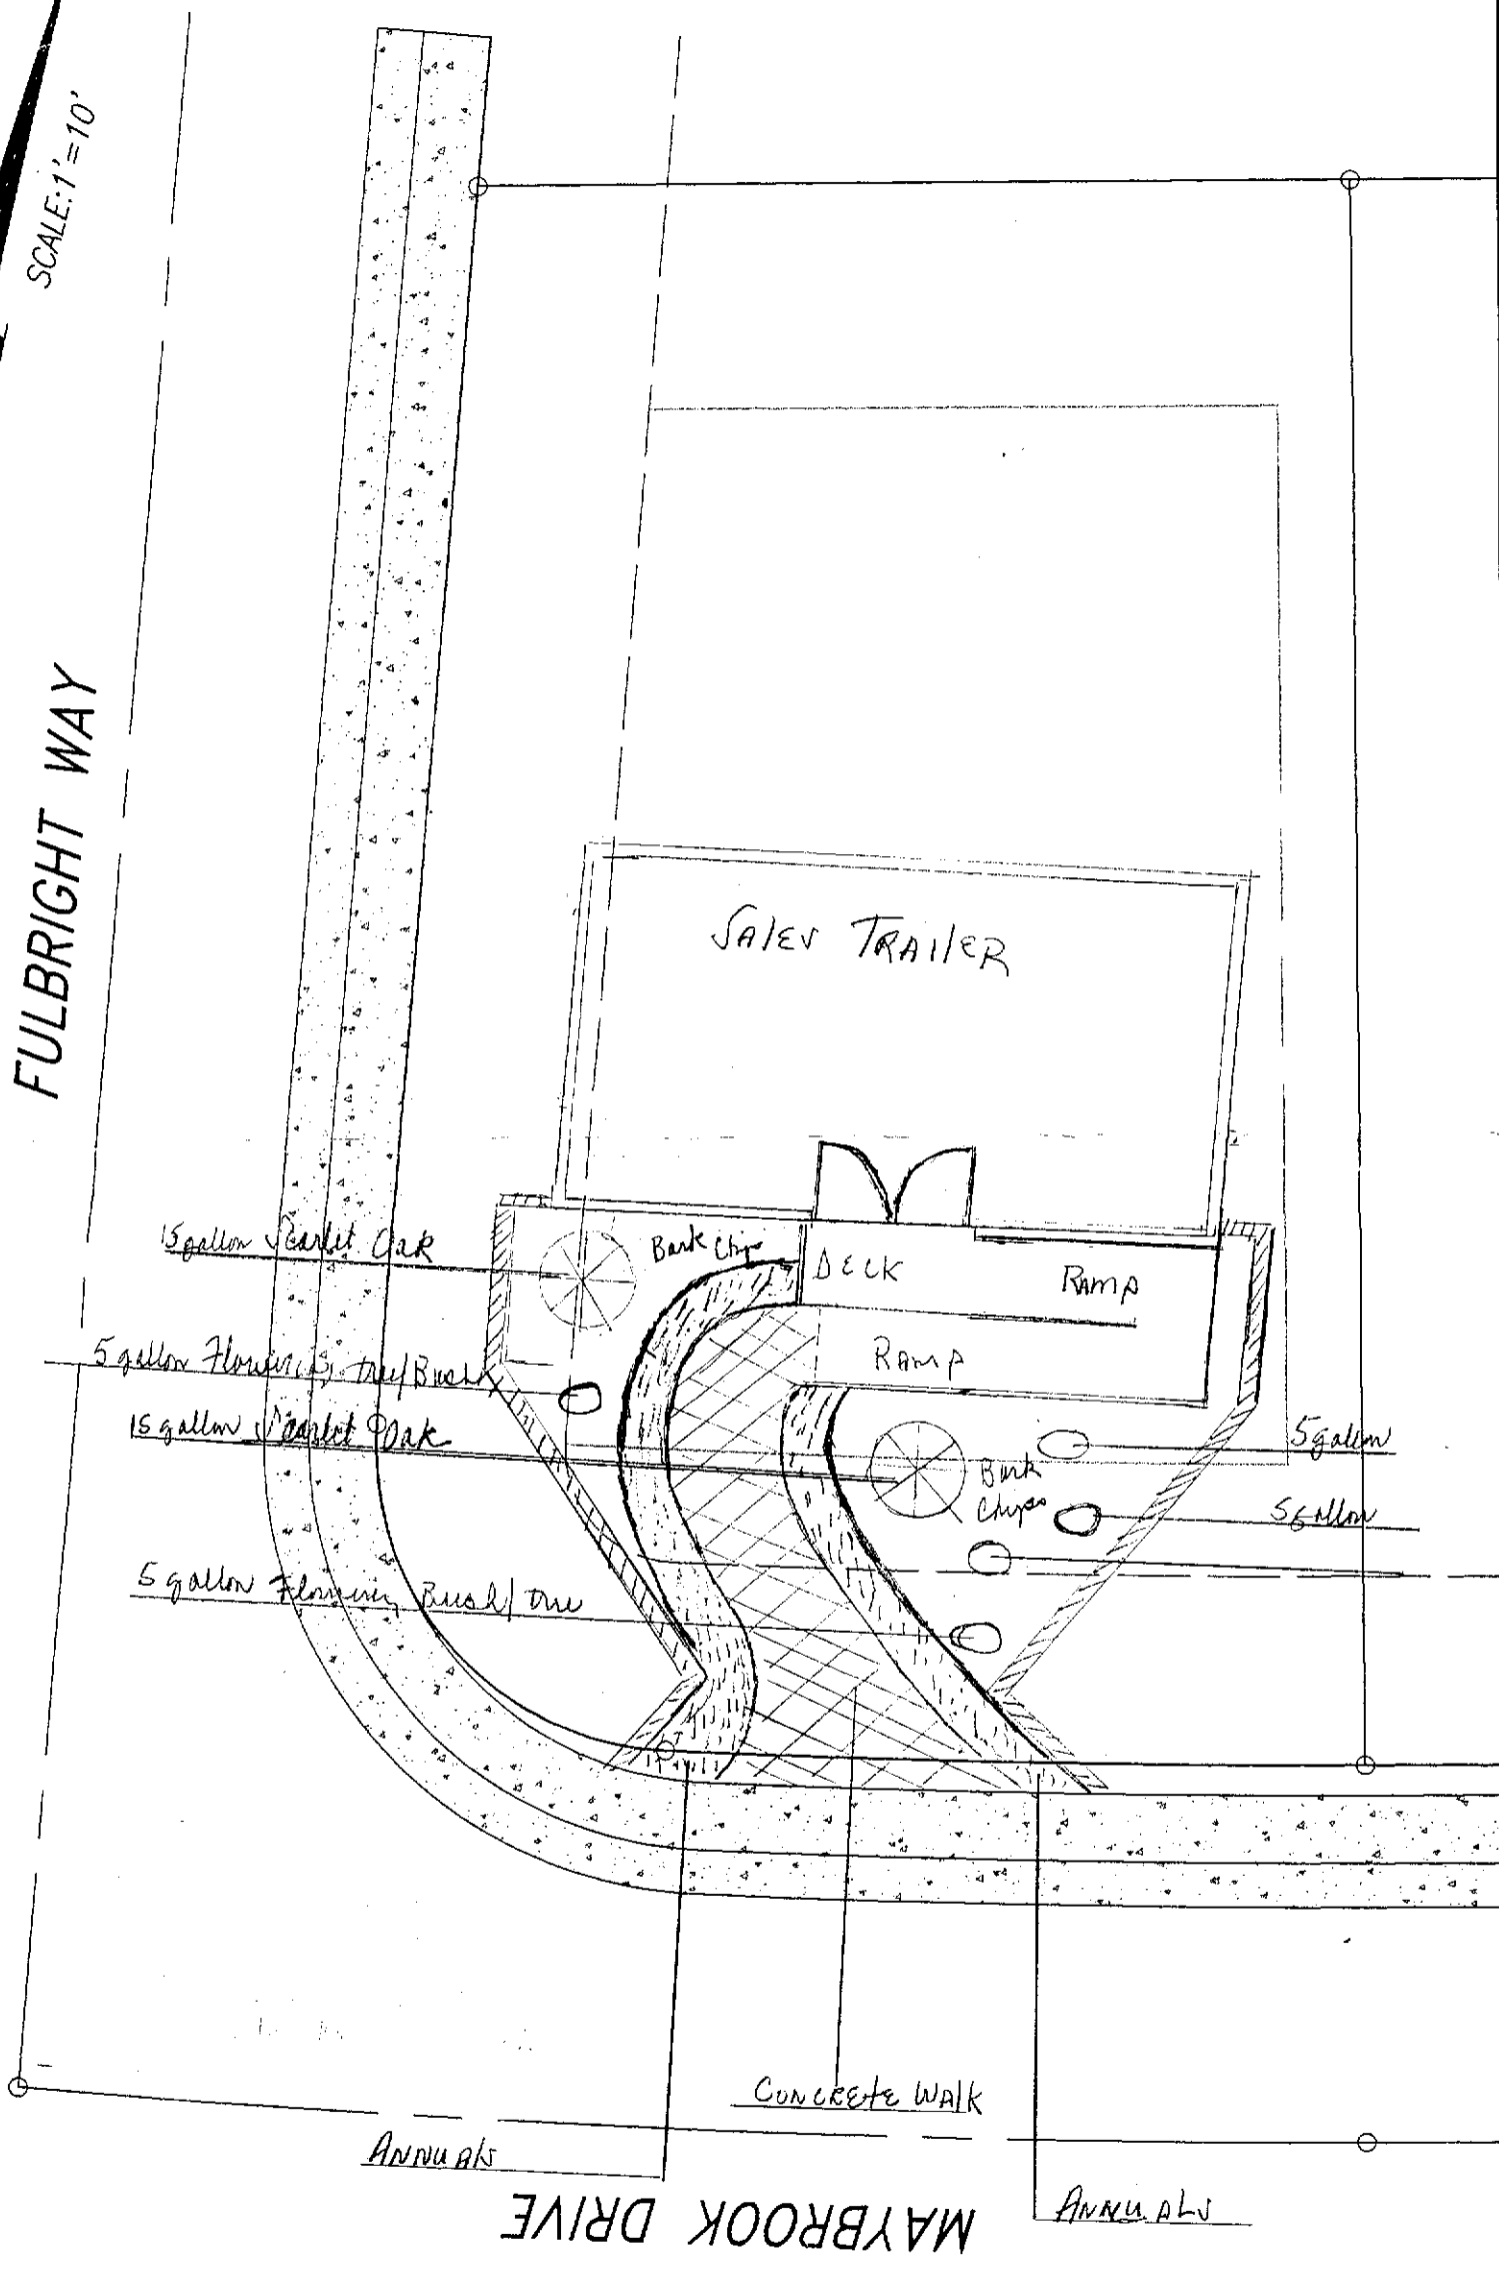 SCALE: 1'=10'
FULBRIGHT WAY
SALES TRAILER
15 gallon Scarlet Oak
Bark Chips
DECK
RAMP
5 gallon Flowering tree/Bush
RAMP
15 gallon Scarlet Oak
5 gallon
Bark
Chips
5 Gallon
5 gallon Flowering Bush/tree
CONCRETE WALK
ANNUALS
ANNUALS
MAYBROOK DRIVE